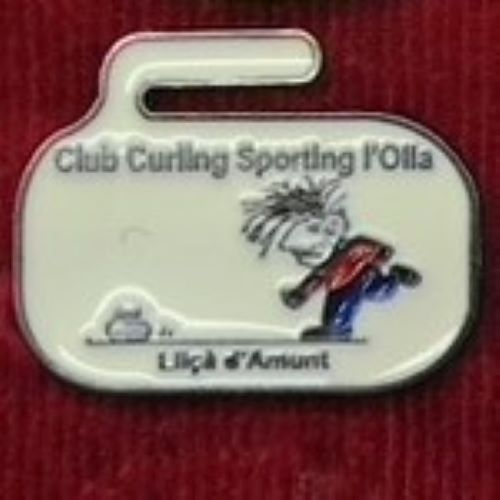 Club Curling Sporting l'Olla
Lliçà d'Amunt